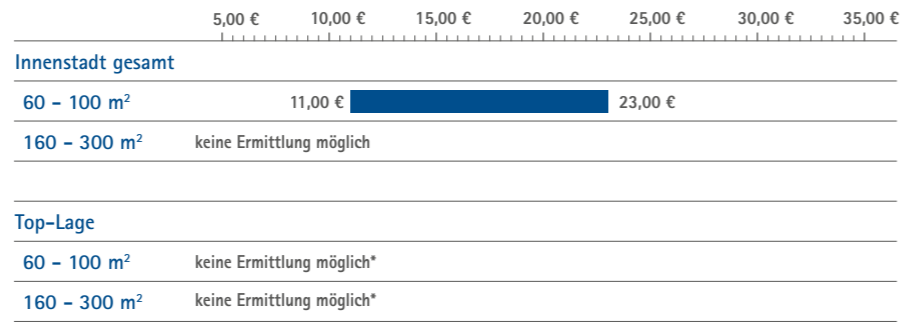 5,00 € 10,00 € 15,00 € 20,00 € 25,00 € 30,00 € 35,00 €
Innenstadt gesamt
60 – 100 m² 11,00 € 23,00 €
160 – 300 m² keine Ermittlung möglich
Top-Lage
60 – 100 m² keine Ermittlung möglich*
160 – 300 m² keine Ermittlung möglich*